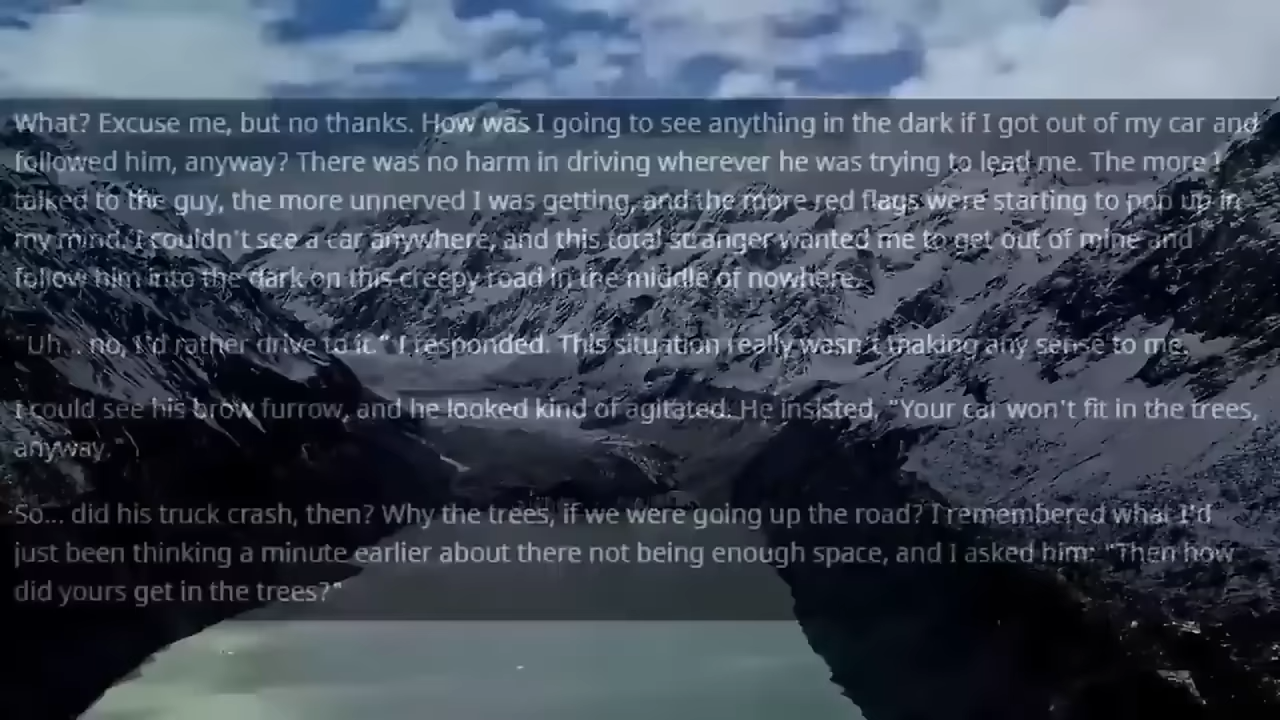 What? Excuse me, but no thanks. How was I going to see anything in the dark if I got out of my car and
followed him, anyway? There was no harm in driving wherever he was trying to lead me. The more I
talked to the guy, the more unnerved I was getting, and the more red flags were starting to pop up in
my mind. I couldn't see a car anywhere, and this total stranger wanted me to get out of mine and
follow him into the dark on this creepy road in the middle of nowhere.
"Uh... no, I'd rather drive to it." I responded. This situation really wasn't making any sense to me.
I could see his brow furrow, and he looked kind of agitated. He insisted, "Your car won't fit in the trees,
anyway."
So... did his truck crash, then? Why the trees, if we were going up the road? I remembered what I'd
just been thinking a minute earlier about there not being enough space, and I asked him: "Then how
did yours get in the trees?"